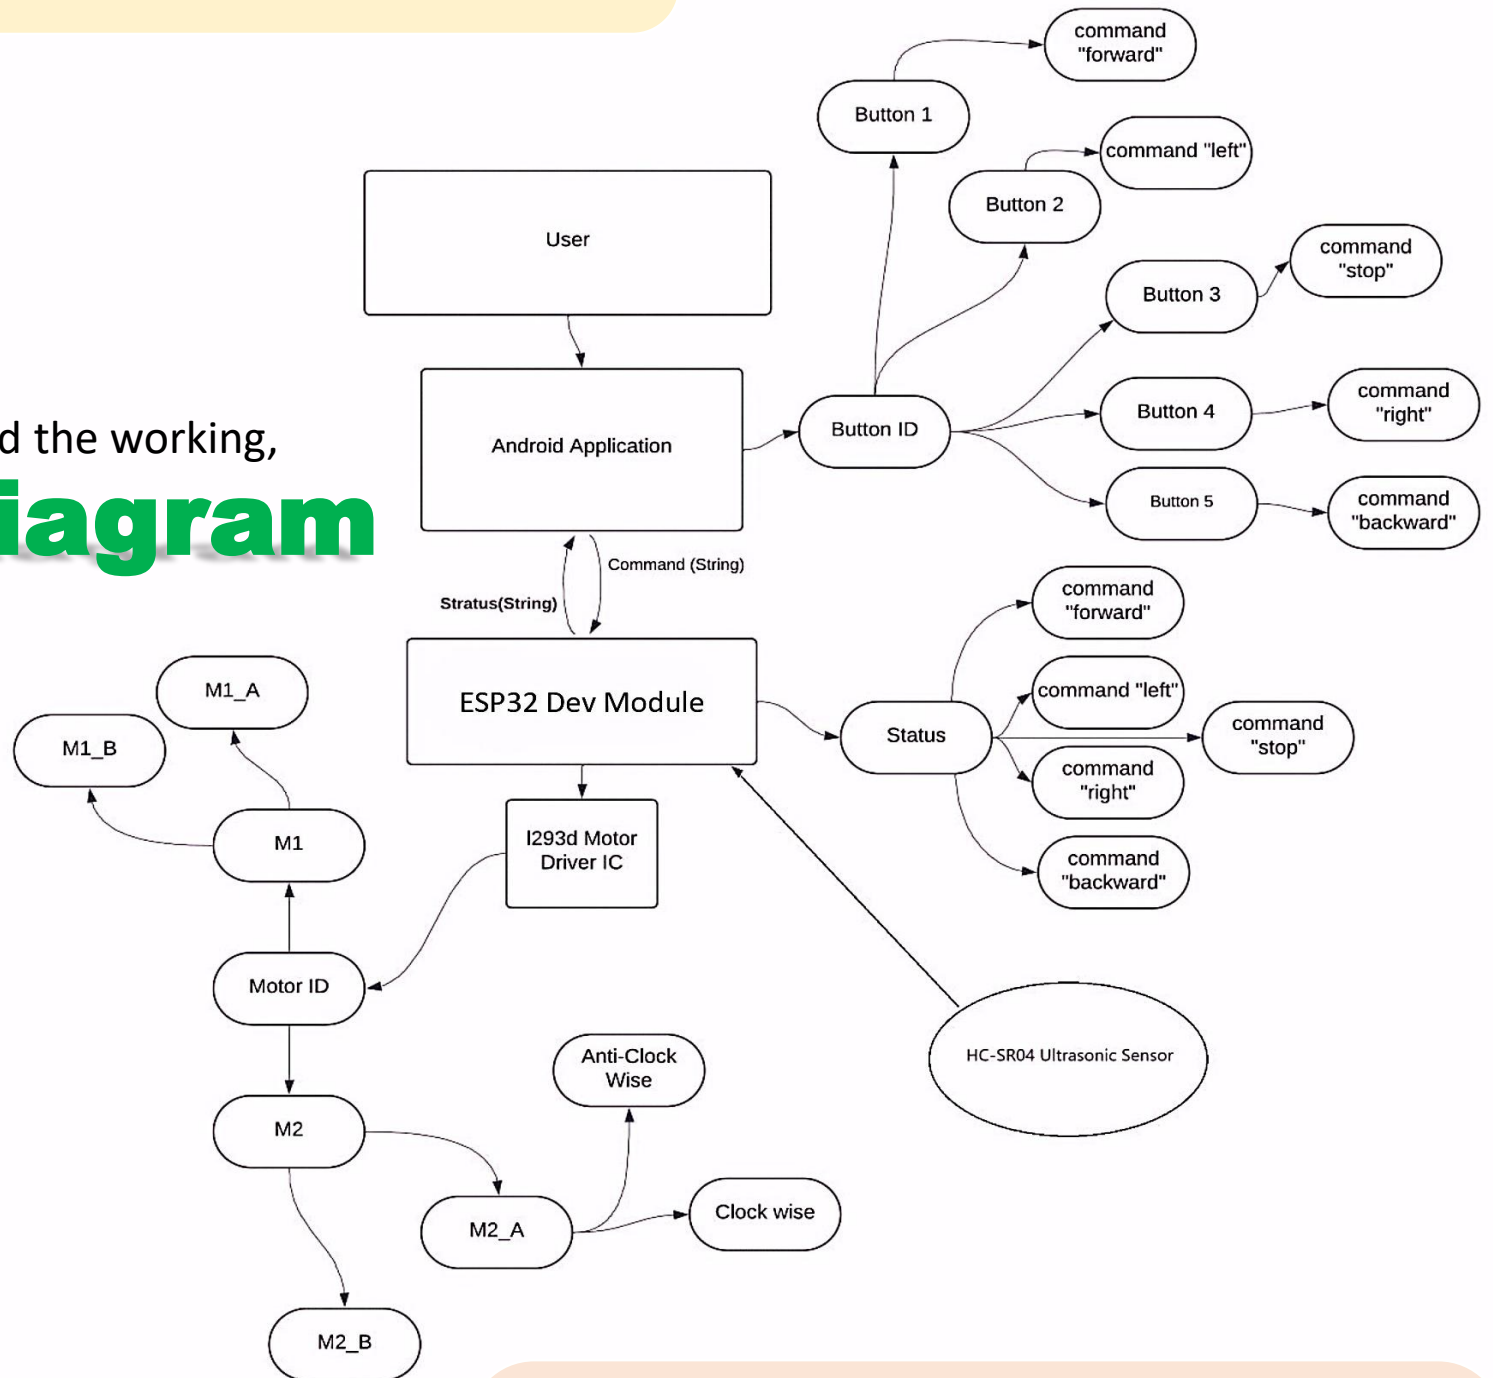 command
"forward"
Button 1
command "left"
Button 2
User
command
"stop"
Button 3
command
"right"
Button 4
Button ID
Android Application
d the working,
iagram
Button 5
command
"backward"
Command (String)
Stratus(String)
command
"forward"
ESP32 Dev Module
command "left"
Status
command
"stop"
command
"right"
command
"backward"
M1_A
M1_B
M1
l293d Motor
Driver IC
Motor ID
HC-SR04 Ultrasonic Sensor
Anti-Clock
Wise
M2
M2_A
Clock wise
M2_B